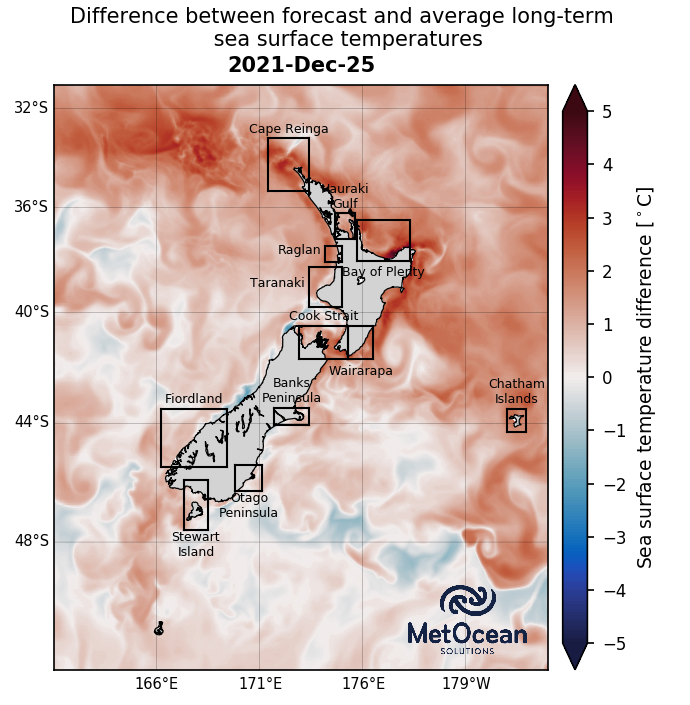 Difference between forecast and average long-term
sea surface temperatures
2021-Dec-25
32°S
36°S
40°S
44°S
48°S
166°E
171°E
176°E
179°W
Cape Reinga
Hauraki
Gulf
Raglan
Bay of Plenty
Taranaki
Cook Strait
Wairarapa
Banks
Peninsula
Fiordland
Chatham
Islands
Otago
Peninsula
Stewart
Island
MetOcean
SOLUTIONS
5
4
3
2
1
0
−1
−2
−3
−4
−5
Sea surface temperature difference [°C]